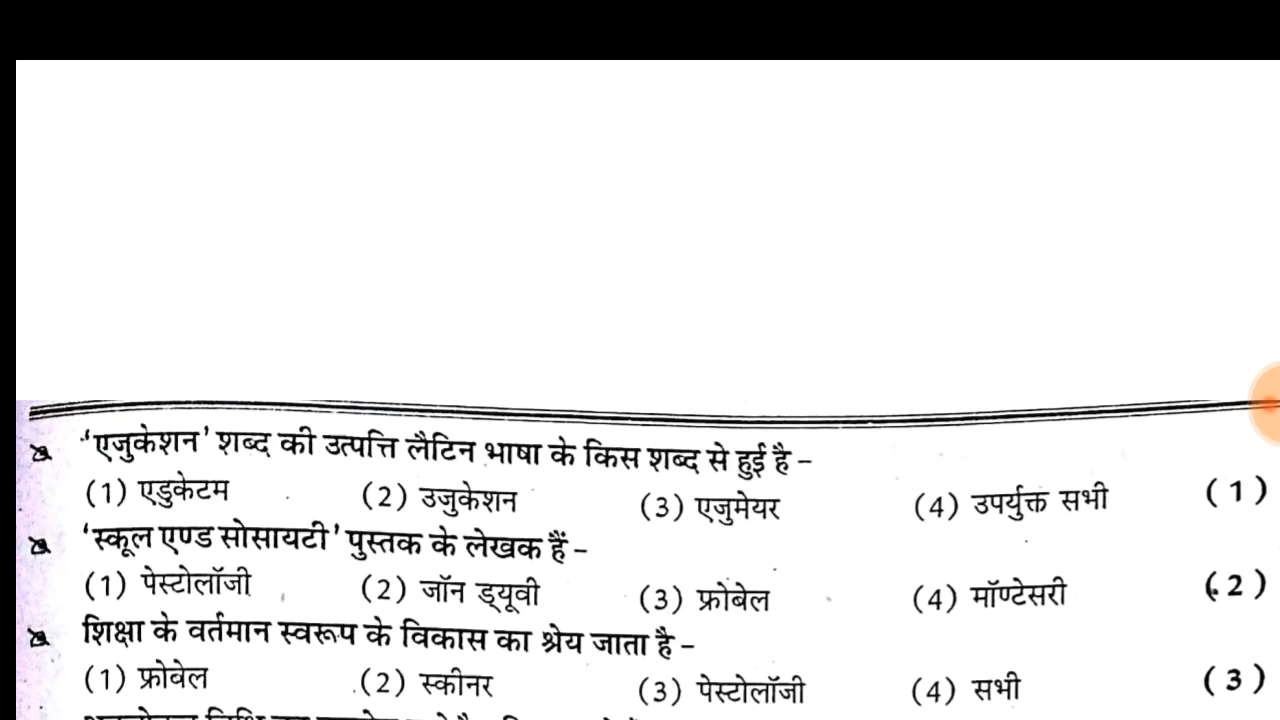 'एजुकेशन' शब्द की उत्पत्ति लैटिन भाषा के किस शब्द से हुई है –
(1) एडुकेटम (2) उजुकेशन (3) एजुमेयर (4) उपर्युक्त सभी (1)
'स्कूल एण्ड सोसायटी' पुस्तक के लेखक हैं –
(1) पेस्टोलॉजी (2) जॉन ड्यूवी (3) फ्रोबेल (4) मॉण्टेसरी (2)
शिक्षा के वर्तमान स्वरूप के विकास का श्रेय जाता है –
(1) फ्रोबेल (2) स्कीनर (3) पेस्टोलॉजी (4) सभी (3)